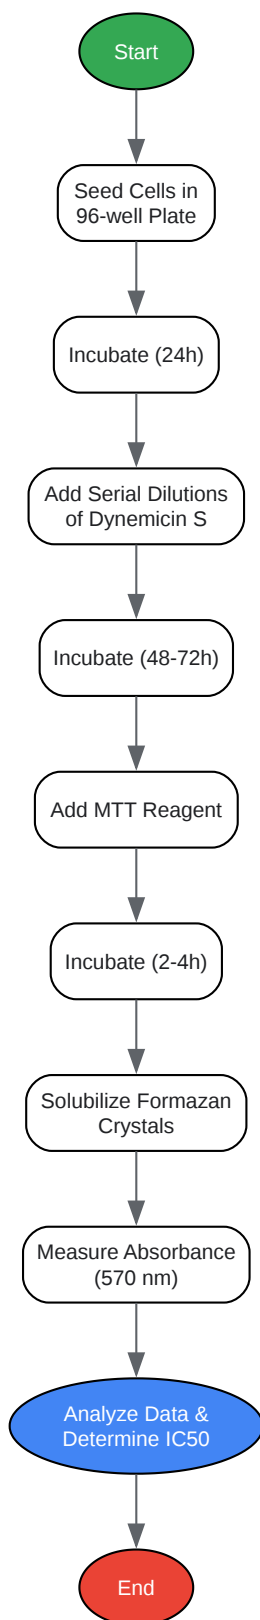 Start
Seed Cells in
96-well Plate
Incubate (24h)
Add Serial Dilutions
of Dynemicin S
Incubate (48-72h)
Add MTT Reagent
Incubate (2-4h)
Solubilize Formazan
Crystals
Measure Absorbance
(570 nm)
Analyze Data &
Determine IC50
End